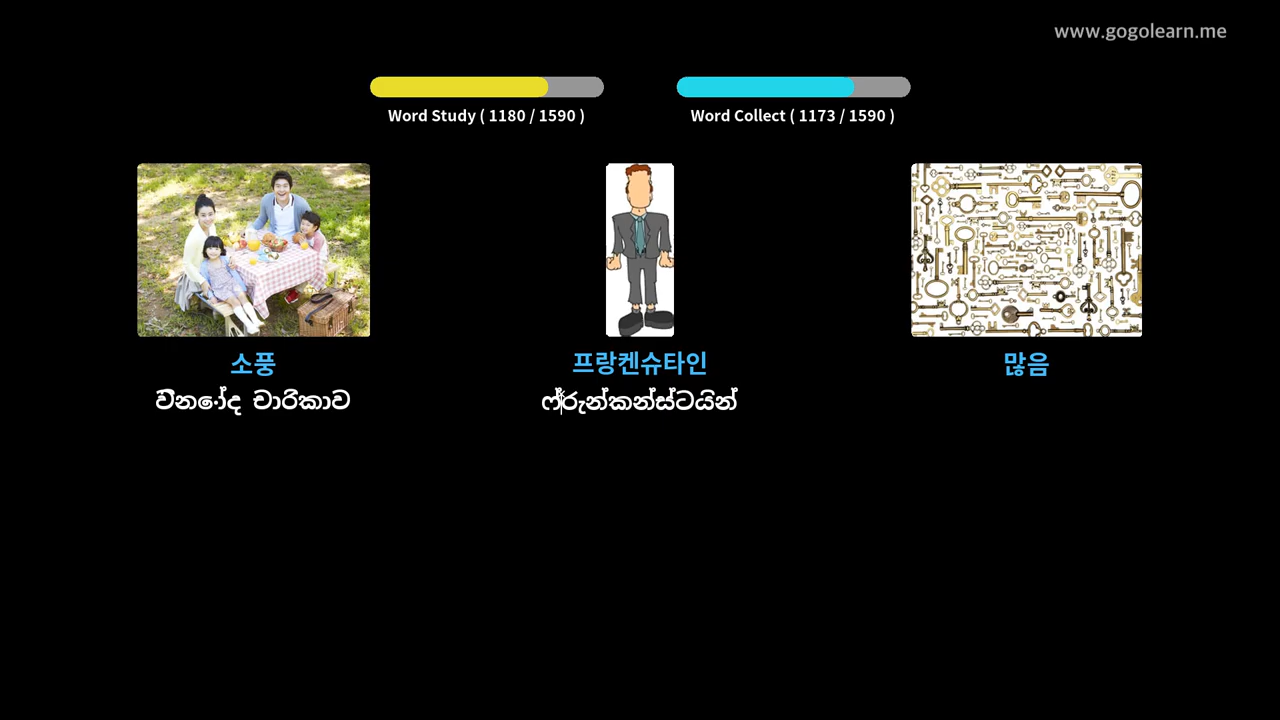 www.gogolearn.me
Word Study ( 1180 / 1590 )
Word Collect ( 1173 / 1590 )
소풍
프랑켄슈타인
많음
විනෝද චාරිකාව
ෆ්රැන්කන්ස්ටයින්